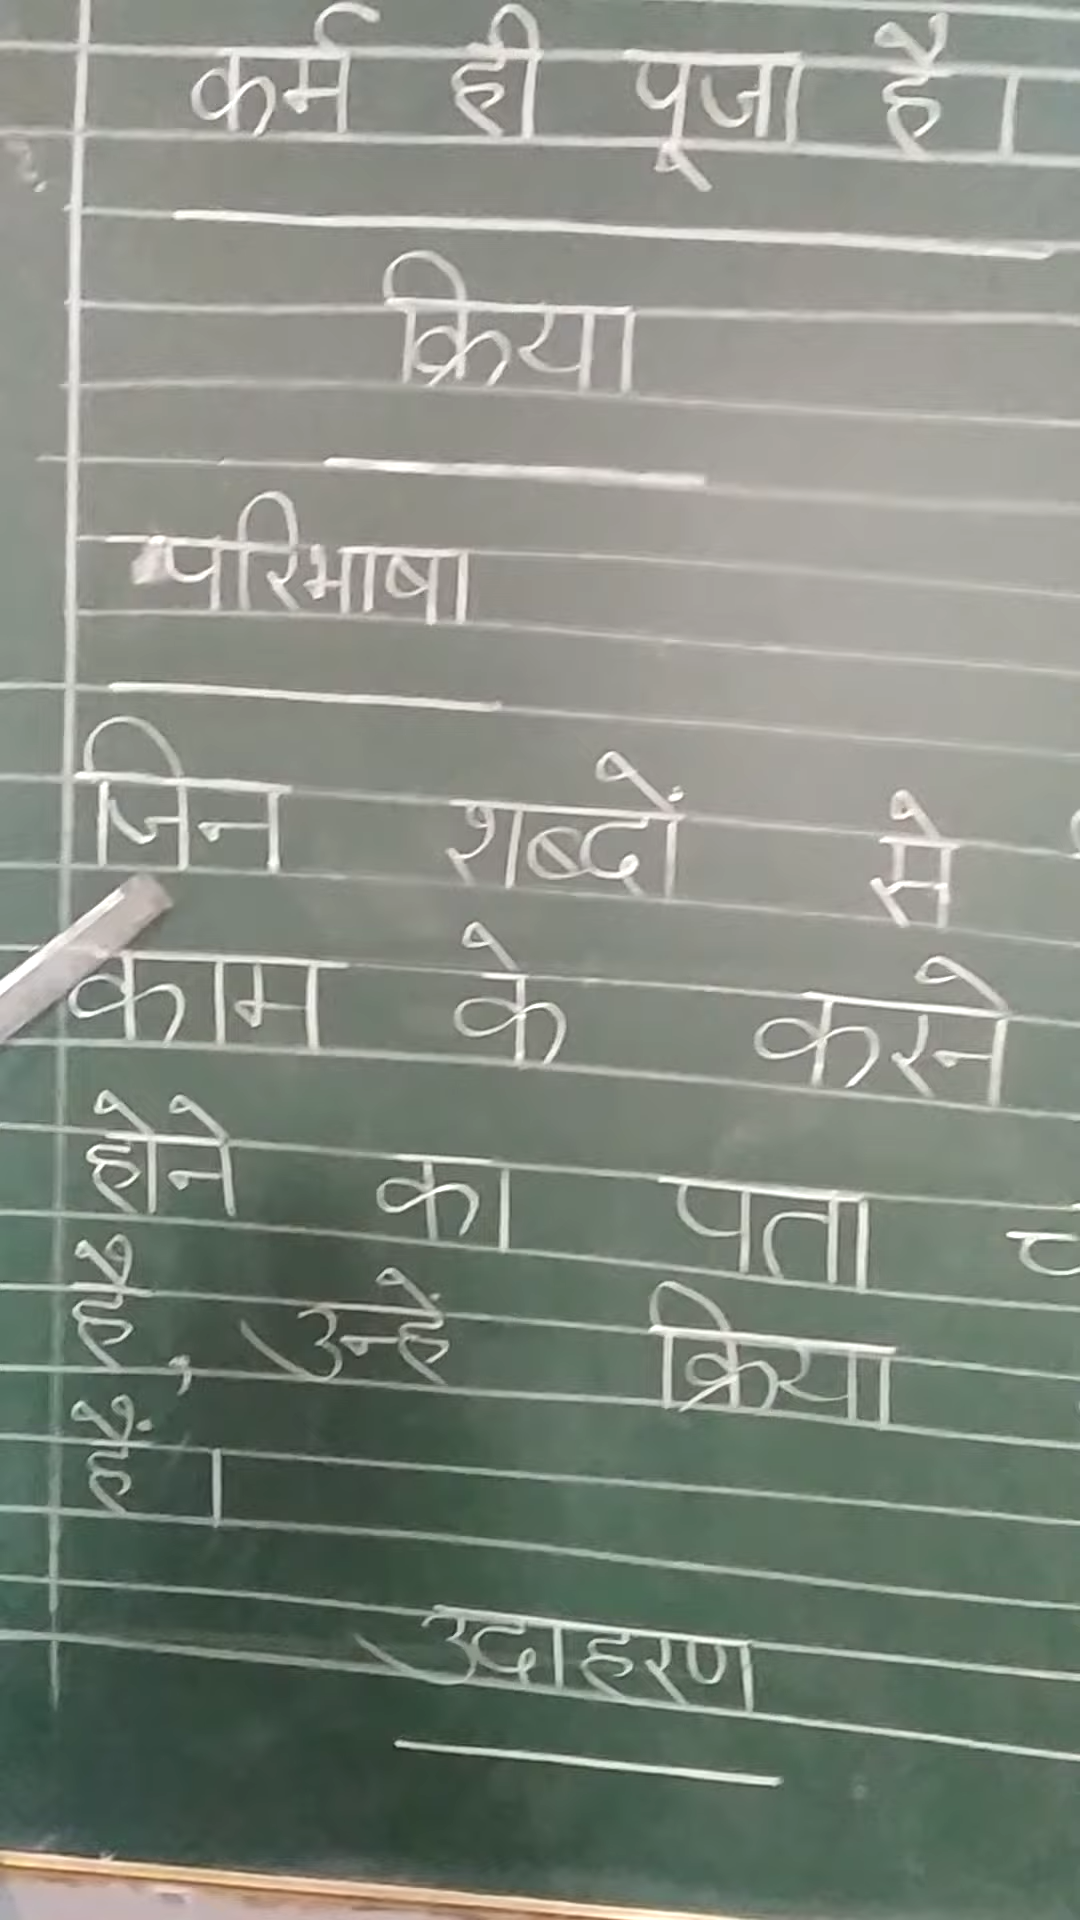 कर्म ही पूजा है।
क्रिया
परिभाषा
जिन शब्दों से
काम के करने
होने का पता च
है, उन्हें क्रिया
हैं।
उदाहरण